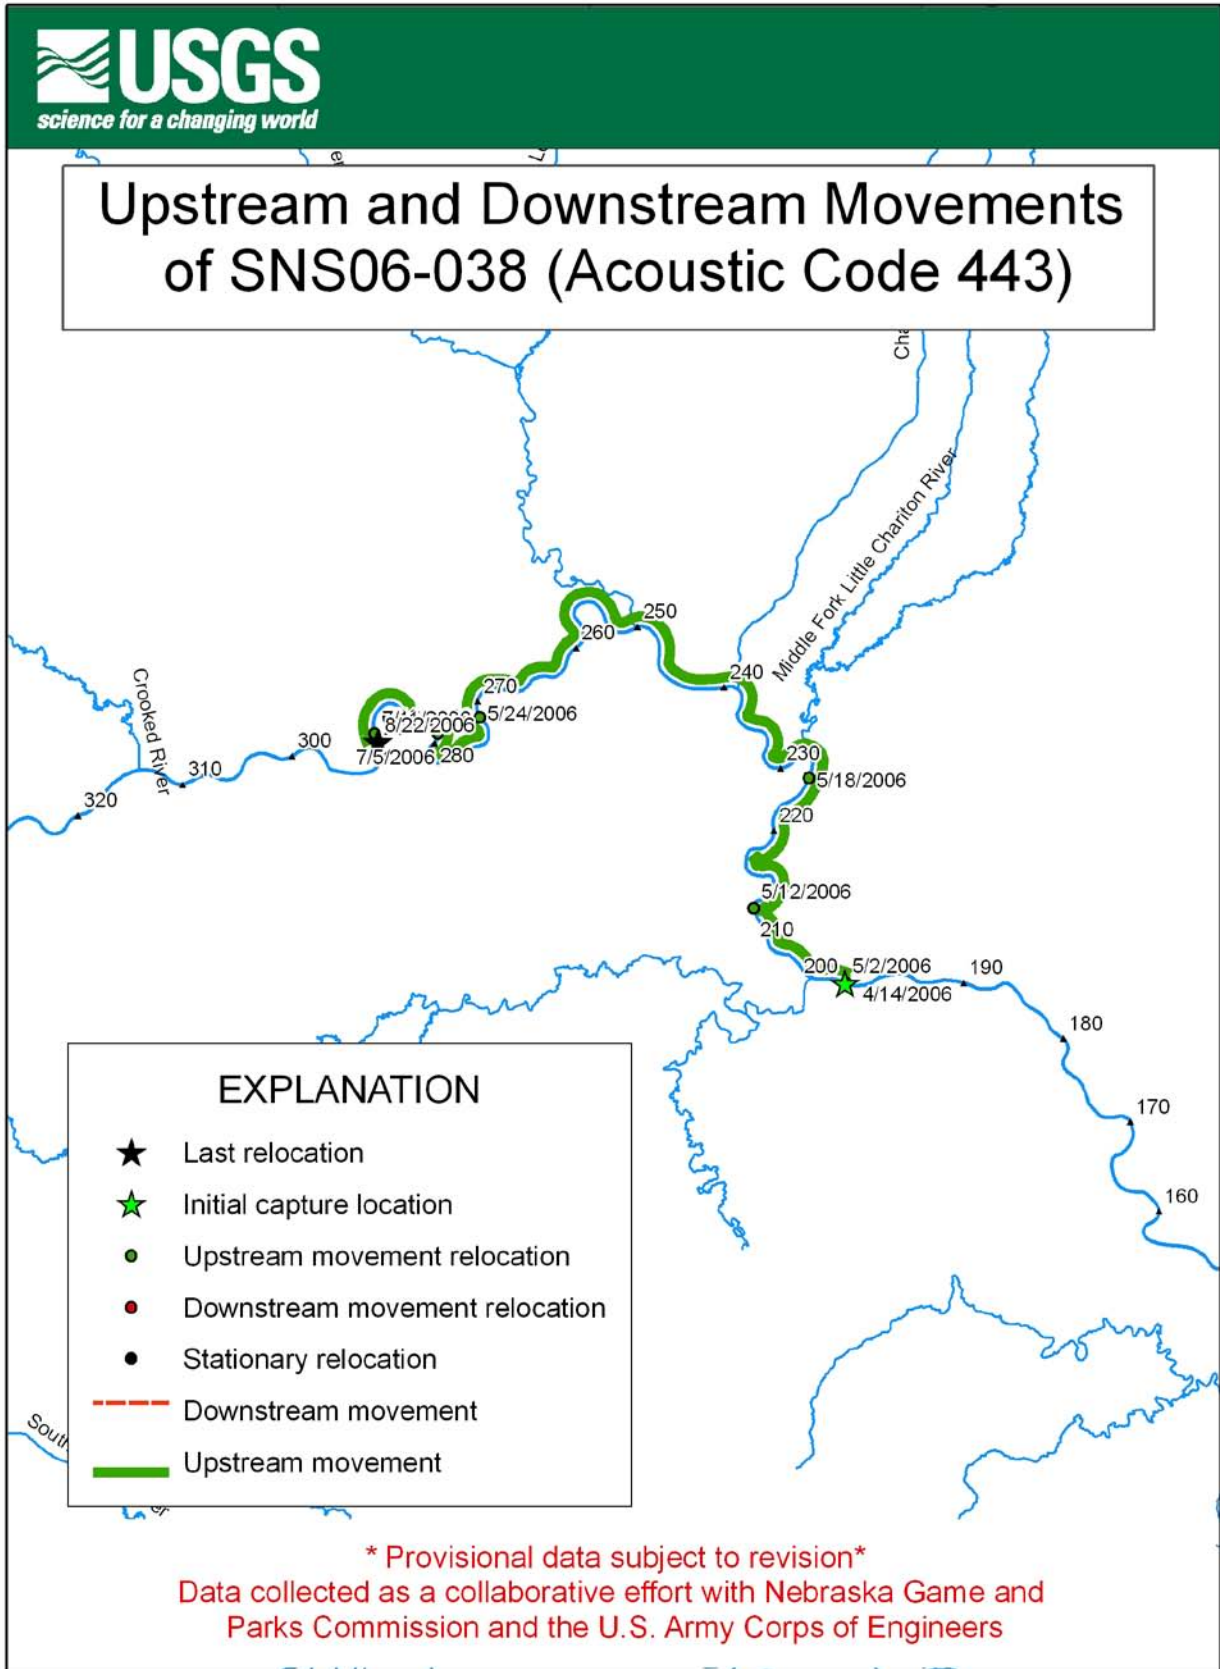 USGS
science for a changing world
Upstream and Downstream Movements
of SNS06-038 (Acoustic Code 443)
Middle Fork Little Chariton River
Crooked River
250
260
240
270
5/24/2006
8/22/2006
7/5/2006
280
300
310
320
230
5/18/2006
220
5/12/2006
210
200
5/2/2006
190
4/14/2006
180
170
160
EXPLANATION
Last relocation
Initial capture location
Upstream movement relocation
Downstream movement relocation
Stationary relocation
Downstream movement
Upstream movement
* Provisional data subject to revision*
Data collected as a collaborative effort with Nebraska Game and
Parks Commission and the U.S. Army Corps of Engineers